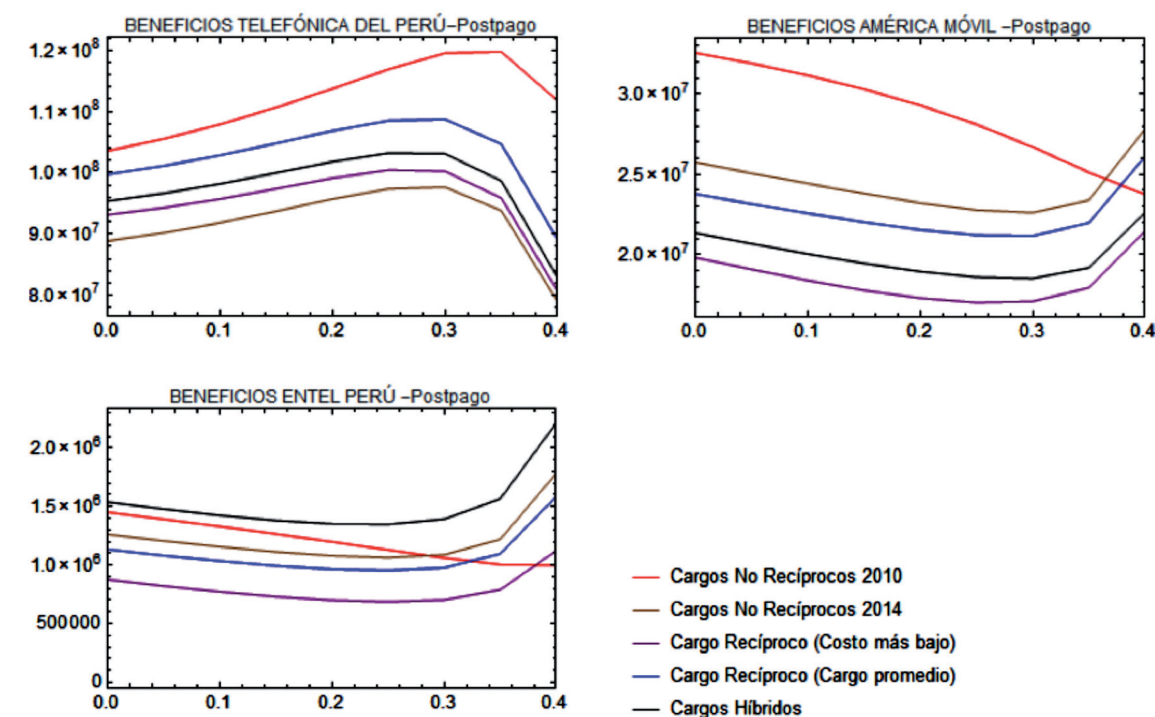 BENEFICIOS TELEFÓNICA DEL PERÚ–Postpago
1.2 × 10⁸
1.1 × 10⁸
1.0 × 10⁸
9.0 × 10⁷
8.0 × 10⁷
0.0 0.1 0.2 0.3 0.4
BENEFICIOS AMÉRICA MÓVIL –Postpago
3.0 × 10⁷
2.5 × 10⁷
2.0 × 10⁷
0.0 0.1 0.2 0.3 0.4
BENEFICIOS ENTEL PERÚ –Postpago
2.0 × 10⁶
1.5 × 10⁶
1.0 × 10⁶
500000
0
0.0 0.1 0.2 0.3 0.4
Cargos No Recíprocos 2010
Cargos No Recíprocos 2014
Cargo Recíproco (Costo más bajo)
Cargo Recíproco (Cargo promedio)
Cargos Híbridos